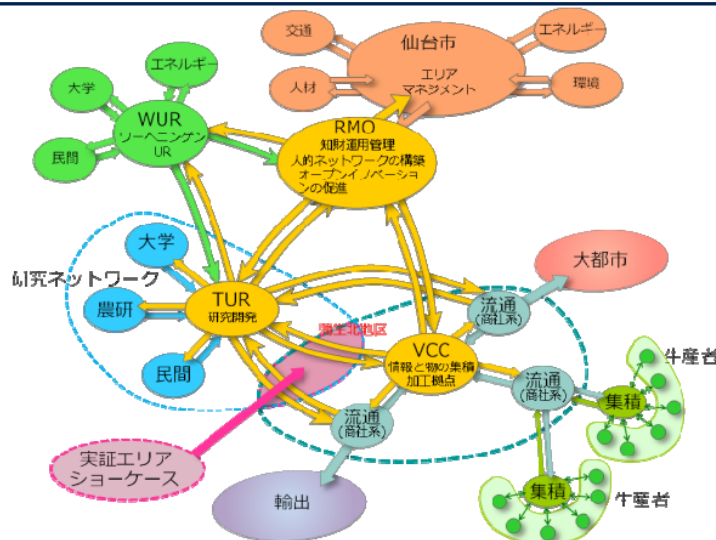 交通
仙台市
エネルギー
エリア
マネジメント
人材
環境
エネルギー
大学
WUR
ワーヘニンゲン
UR
民間
RMO
知財運用管理
人的ネットワークの構築
オープンイノベーション
の促進
大学
研究ネットワーク
農研
TUR
研究開発
民間
大都市
流通
(商社系)
北地区
VCC
情報と物の集積
加工拠点
流通
(商社系)
生産者
集積
流通
(商社系)
実証エリア
ショーケース
輸出
集積
生産者